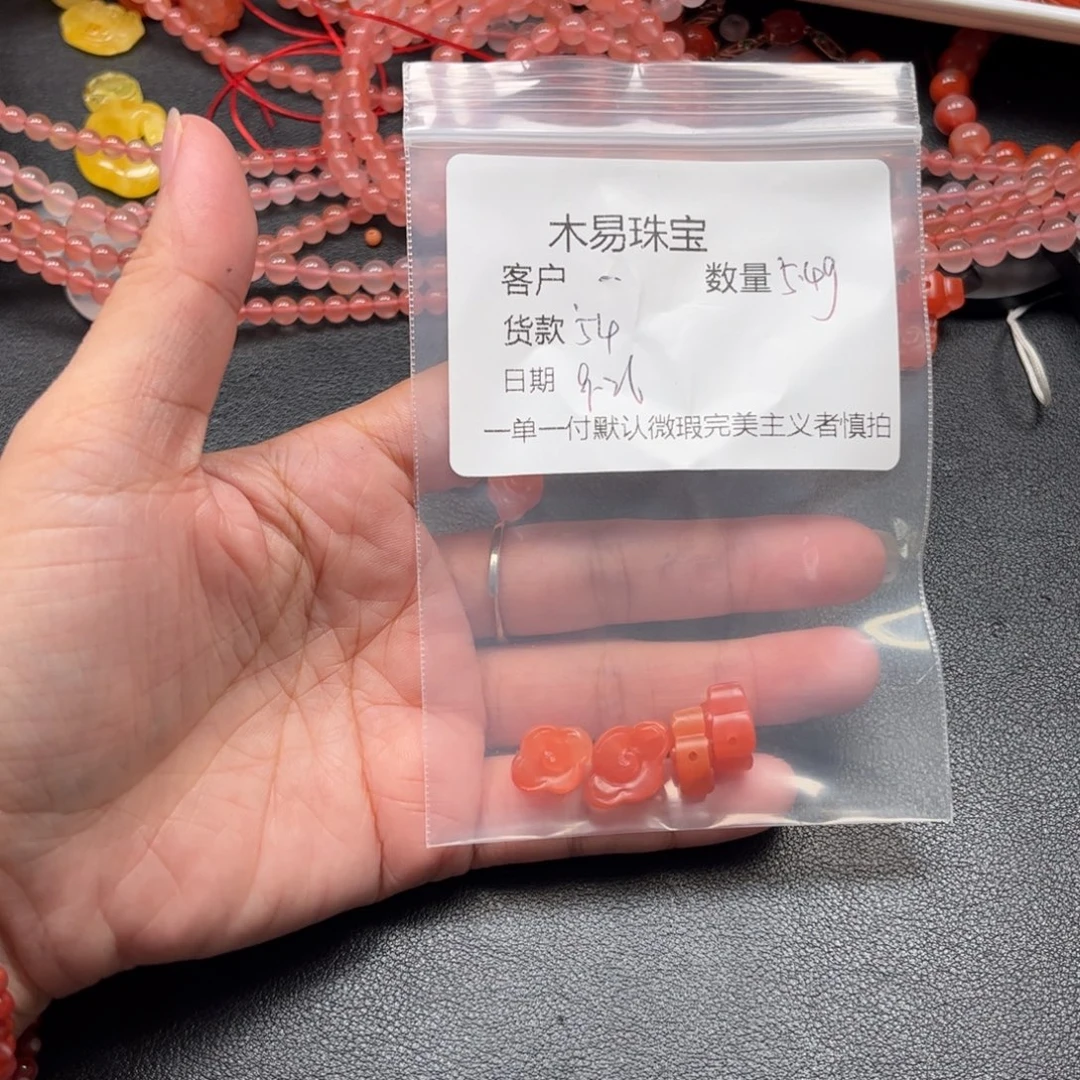 木易珠宝
客户 -- 数量 5.4g
货款 54
日期 9-26
一单一付默认微瑕完美主义者慎拍